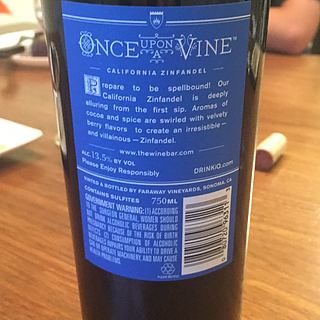 ONCE UPON A VINE™
CALIFORNIA ZINFANDEL
Prepare to be spellbound! Our
California Zinfandel is deeply
alluring from the first sip. Aromas of
cocoa and spice are swirled with velvety
berry flavors to create an irresistible –
and villainous – Zinfandel.
www.thewinebar.com
ALC. 13.5% BY VOL
DRINKiQ.COM
Please Enjoy Responsibly
VINTED & BOTTLED BY FARAWAY VINEYARDS, SONOMA, CA
CONTAINS SULFITES 750ML
GOVERNMENT WARNING: (1) ACCORDING
TO THE SURGEON GENERAL, WOMEN SHOULD
NOT DRINK ALCOHOLIC BEVERAGES DURING
PREGNANCY BECAUSE OF THE RISK OF BIRTH
DEFECTS. (2) CONSUMPTION OF ALCOHOLIC
BEVERAGES IMPAIRS YOUR ABILITY TO DRIVE A
CAR OR OPERATE MACHINERY, AND MAY CAUSE
HEALTH PROBLEMS.